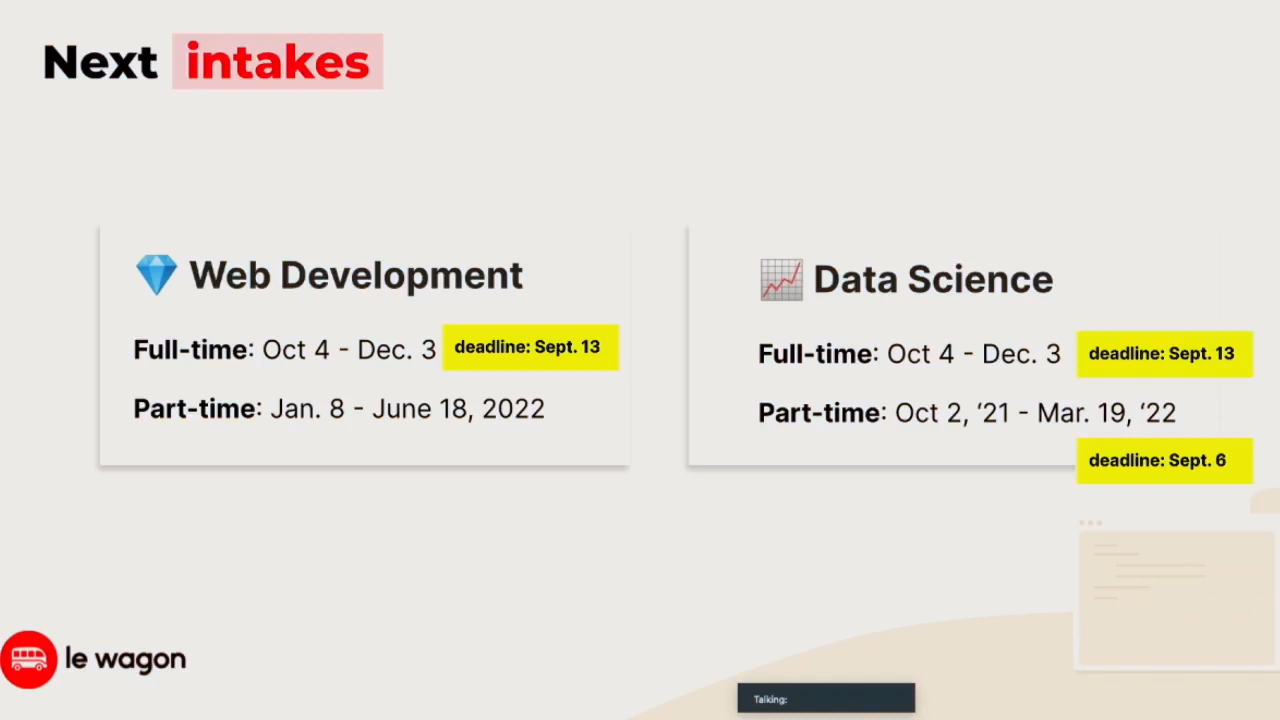 Next intakes
Web Development
Full-time: Oct 4 - Dec. 3 deadline: Sept. 13
Part-time: Jan. 8 - June 18, 2022
Data Science
Full-time: Oct 4 - Dec. 3 deadline: Sept. 13
Part-time: Oct 2, ‘21 - Mar. 19, ‘22
deadline: Sept. 6
le wagon
Talking: